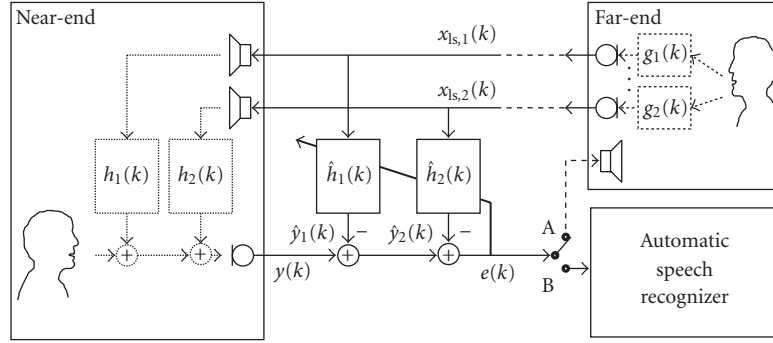 Near-end
Far-end
x_ls,1(k)
g_1(k)
x_ls,2(k)
g_2(k)
h_1(k)
h_2(k)
ĥ_1(k)
ĥ_2(k)
ŷ_1(k)
−
ŷ_2(k)
−
A
+
+
+
+
y(k)
e(k)
B
Automatic
speech
recognizer